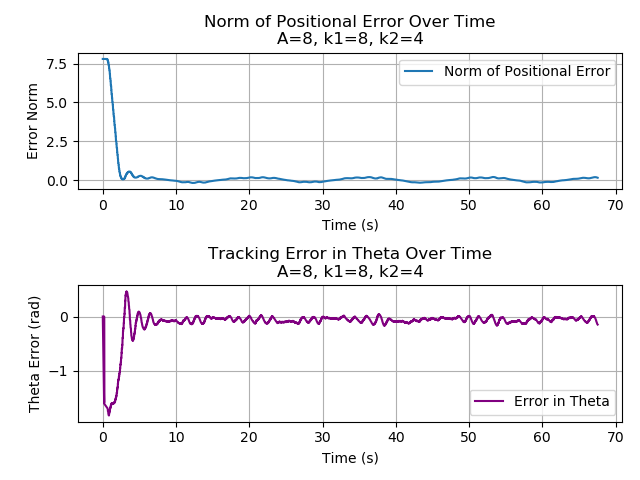 Norm of Positional Error Over Time
A=8, k1=8, k2=4
Norm of Positional Error
Error Norm
7.5
5.0
2.5
0.0
0 10 20 30 40 50 60 70
Time (s)
Tracking Error in Theta Over Time
A=8, k1=8, k2=4
Theta Error (rad)
0
−1
Error in Theta
0 10 20 30 40 50 60 70
Time (s)